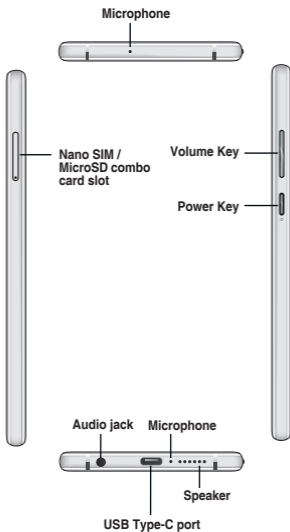 Microphone
Nano SIM /
MicroSD combo
card slot
Volume Key
Power Key
Audio jack
Microphone
Speaker
USB Type-C port